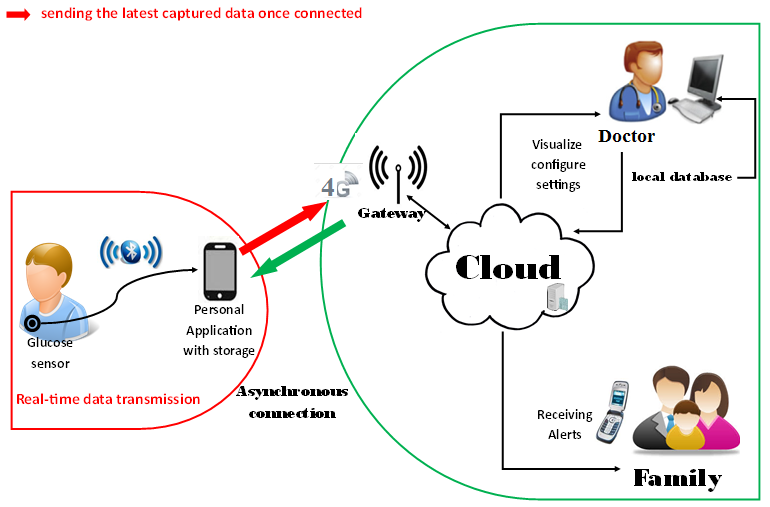 sending the latest captured data once connected
Doctor
Visualize
configure
settings
local database
4G
Gateway
Cloud
Glucose
sensor
Personal
Application
with storage
Real-time data transmission
Asynchronous
connection
Receiving
Alerts
Family